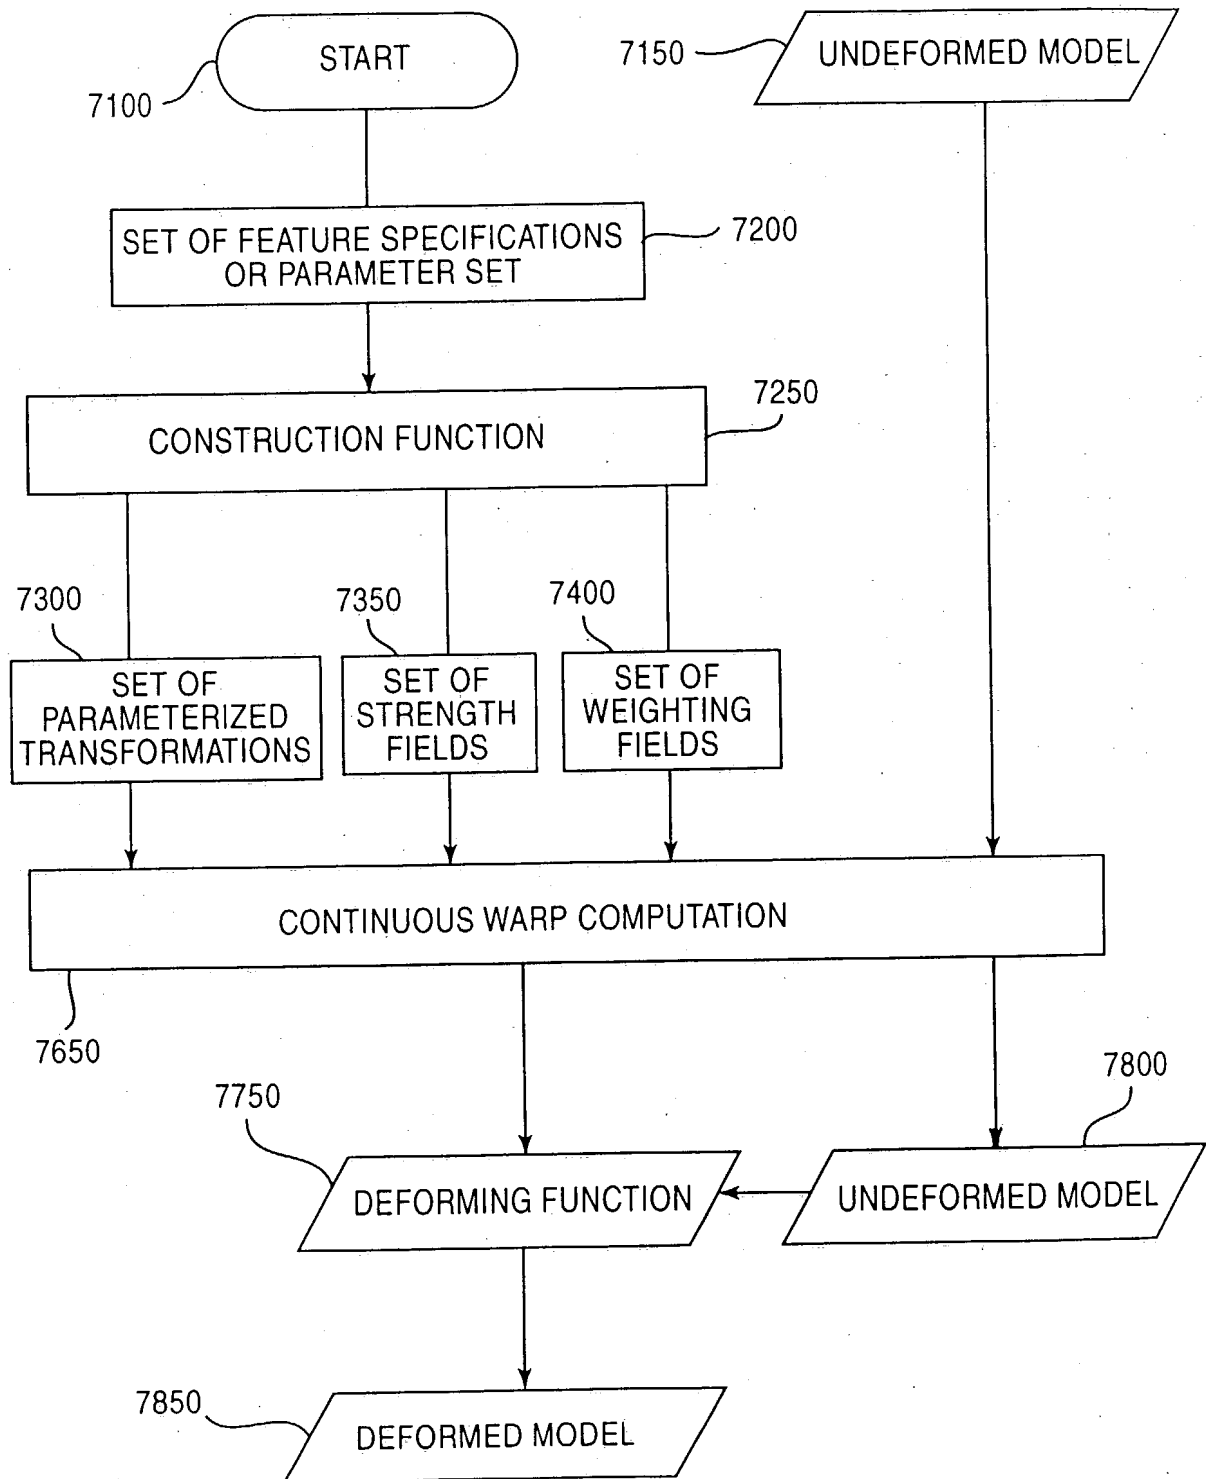 START
7100
7150
UNDEFORMED MODEL
SET OF FEATURE SPECIFICATIONS
OR PARAMETER SET
7200
CONSTRUCTION FUNCTION
7250
7300
SET OF
PARAMETERIZED
TRANSFORMATIONS
7350
SET OF
STRENGTH
FIELDS
7400
SET OF
WEIGHTING
FIELDS
CONTINUOUS WARP COMPUTATION
7650
7750
DEFORMING FUNCTION
7800
UNDEFORMED MODEL
7850
DEFORMED MODEL